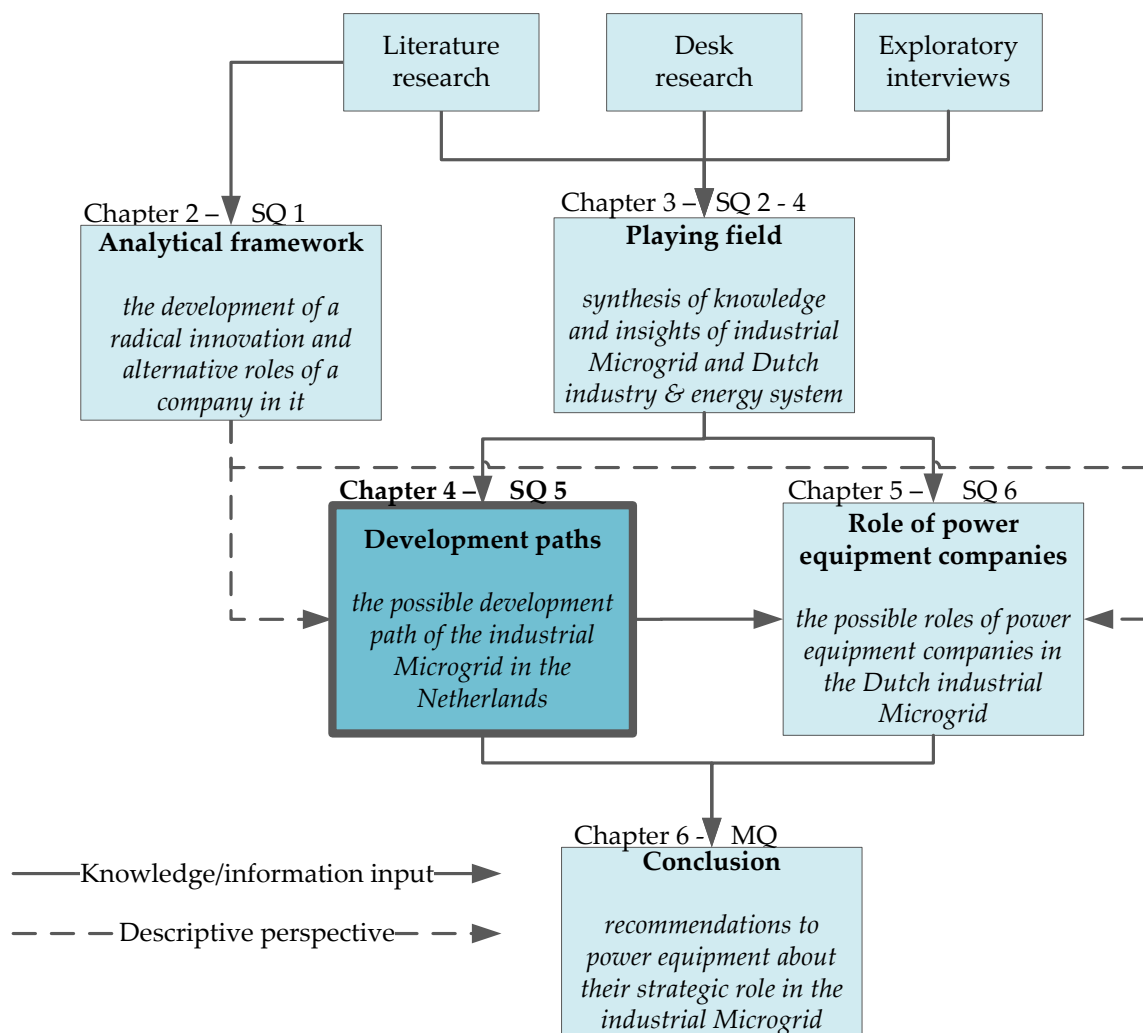 Literature
research
Desk
research
Exploratory
interviews
Chapter 2 – SQ 1
Analytical framework
the development of a
radical innovation and
alternative roles of a
company in it
Chapter 3 – SQ 2 - 4
Playing field
synthesis of knowledge
and insights of industrial
Microgrid and Dutch
industry & energy system
Chapter 4 – SQ 5
Development paths
the possible development
path of the industrial
Microgrid in the
Netherlands
Chapter 5 – SQ 6
Role of power
equipment companies
the possible roles of power
equipment companies in
the Dutch industrial
Microgrid
Chapter 6 - MQ
Conclusion
recommendations to
power equipment about
their strategic role in the
industrial Microgrid
Knowledge/information input
Descriptive perspective